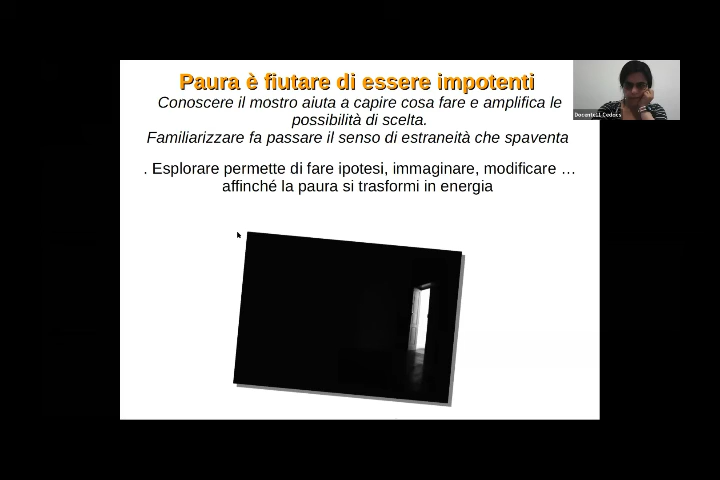 Paura è fiutare di essere impotenti
Conoscere il mostro aiuta a capire cosa fare e amplifica le
possibilità di scelta.
Familiarizzare fa passare il senso di estraneità che spaventa
. Esplorare permette di fare ipotesi, immaginare, modificare …
affinché la paura si trasformi in energia
Docente11_Cedocs